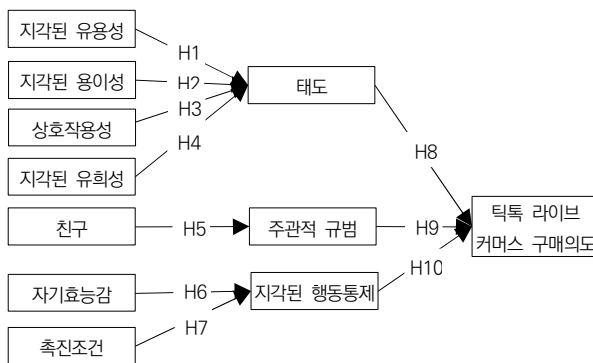 지각된 유용성
H1
지각된 용이성
H2
태도
상호작용성
H3
H4
지각된 유희성
H8
친구
H5
주관적 규범
H9
틱톡 라이브
커머스 구매의도
H10
자기효능감
H6
지각된 행동통제
H7
촉진조건